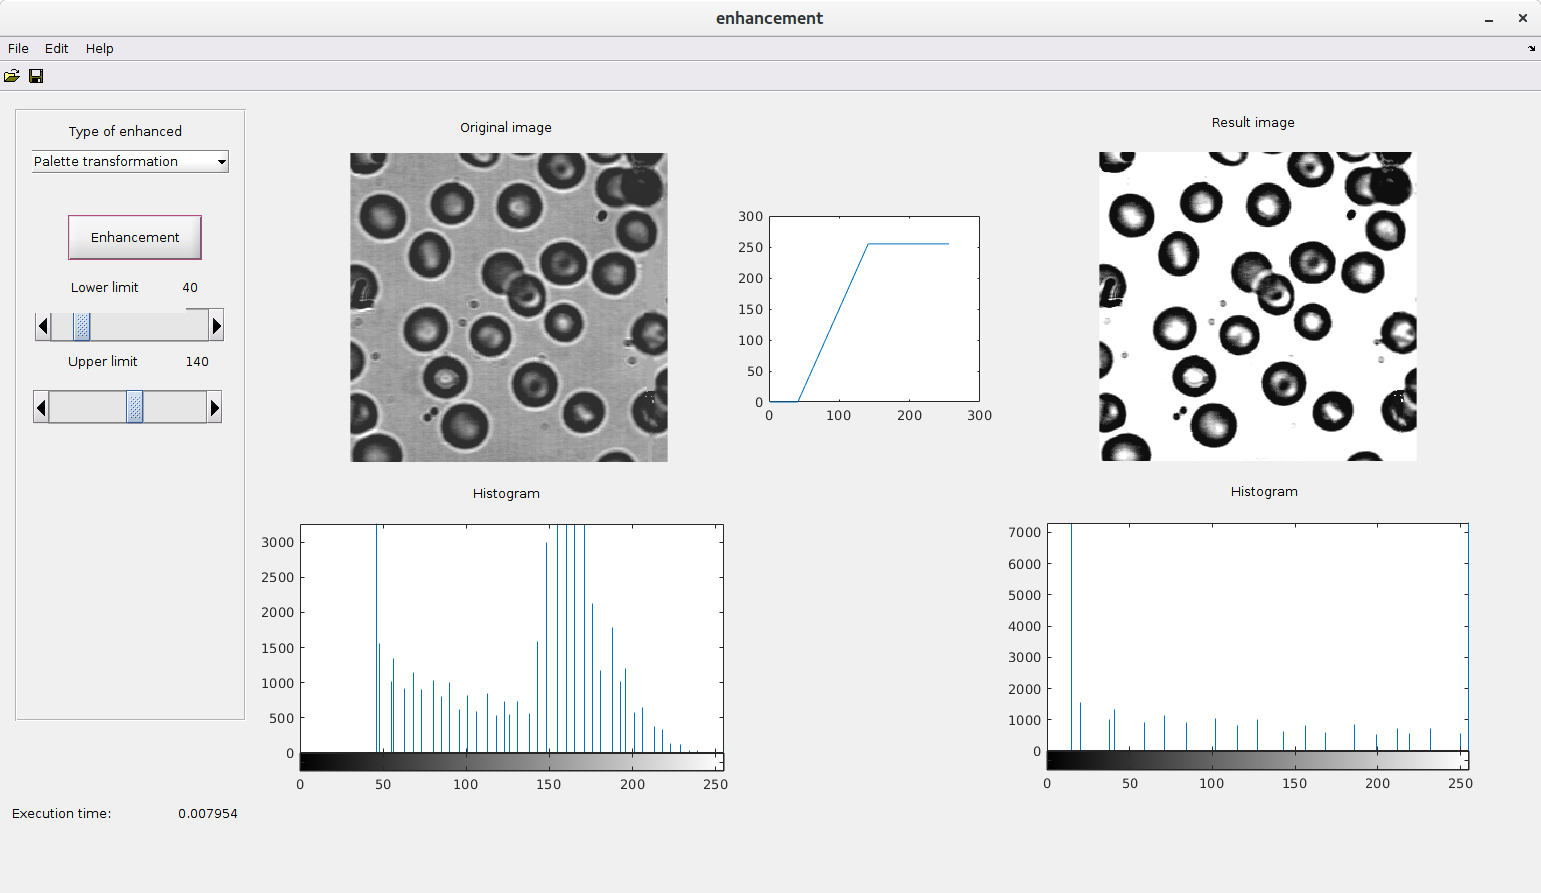 enhancement
File Edit Help
Type of enhanced
Palette transformation
Enhancement
Lower limit 40
Upper limit 140
Execution time: 0.007954
Original image
300
250
200
150
100
50
0
0 100 200 300
Result image
Histogram
3000
2500
2000
1500
1000
500
0
0 50 100 150 200 250
Histogram
7000
6000
5000
4000
3000
2000
1000
0
0 50 100 150 200 250